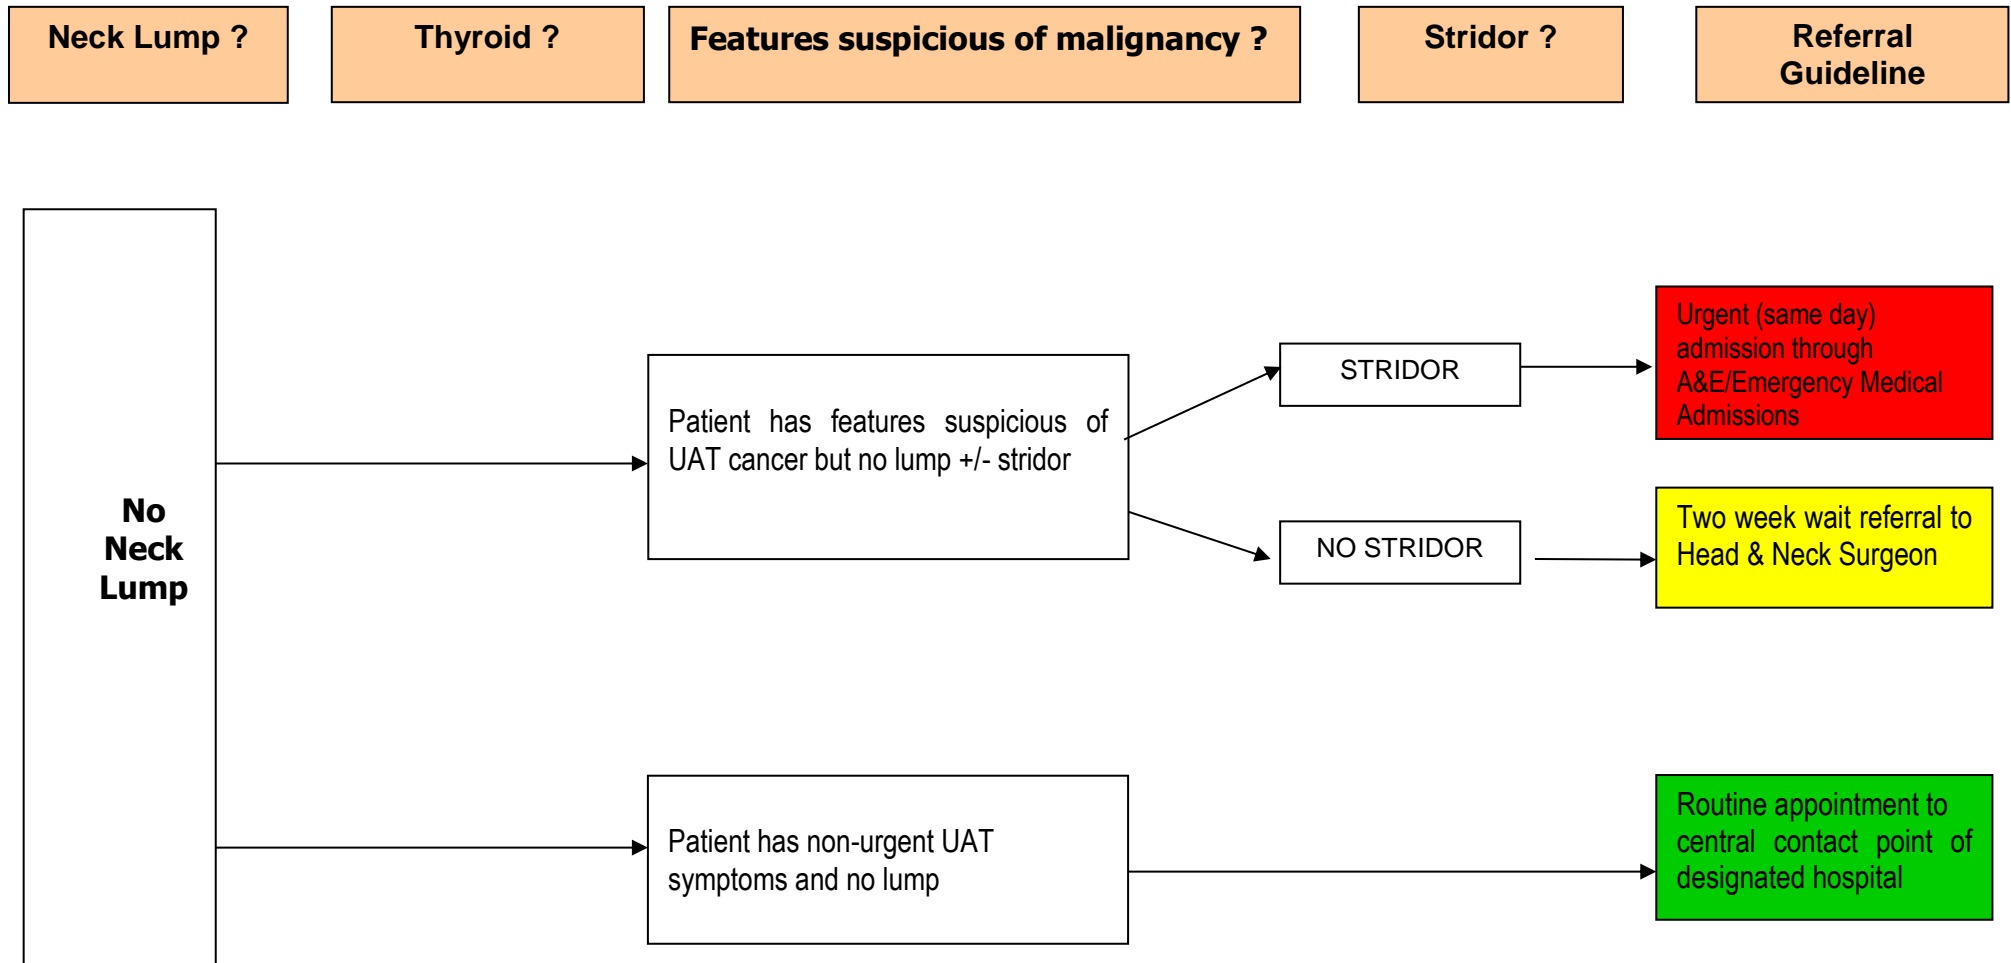 Neck Lump ?
Thyroid ?
Features suspicious of malignancy ?
Stridor ?
Referral
Guideline
No
Neck
Lump
Patient has features suspicious of
UAT cancer but no lump +/- stridor
STRIDOR
Urgent (same day)
admission through
A&E/Emergency Medical
Admissions
NO STRIDOR
Two week wait referral to
Head & Neck Surgeon
Patient has non-urgent UAT
symptoms and no lump
Routine appointment to
central contact point of
designated hospital